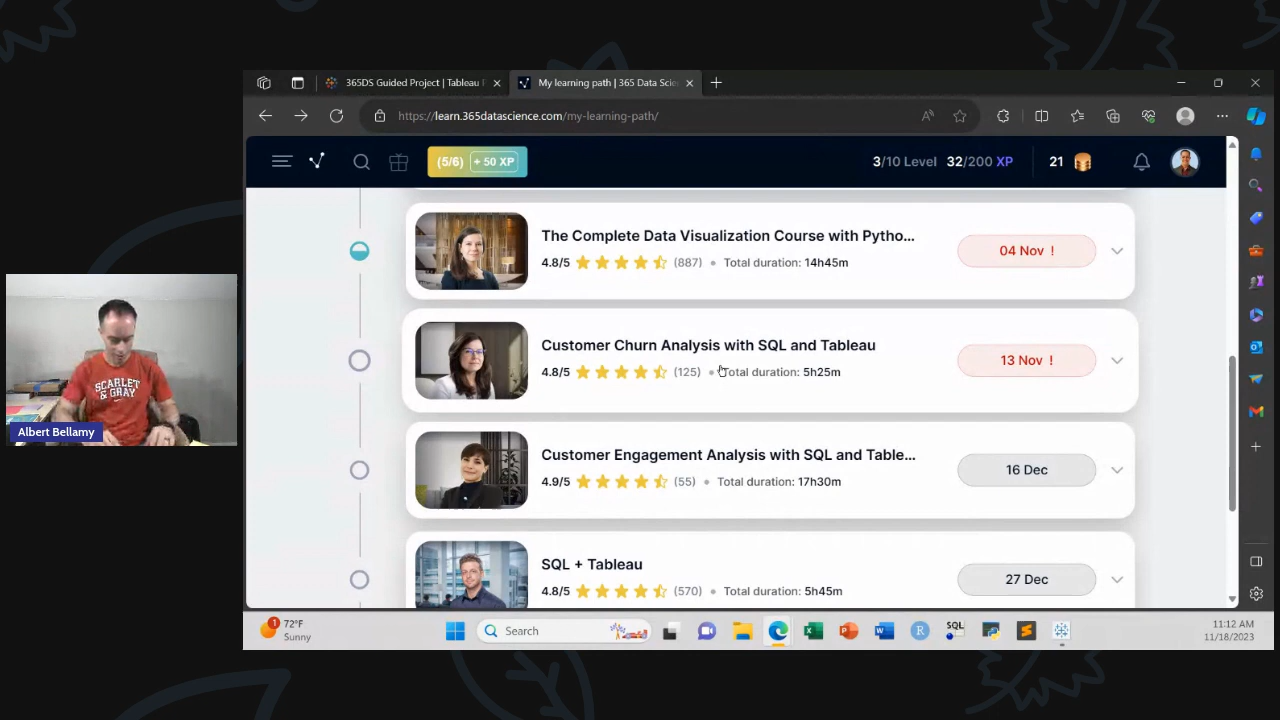 365DS Guided Project | Tableau
My learning path | 365 Data Scie
https://learn.365datascience.com/my-learning-path/
(5/6) + 50 XP
3/10 Level 32/200 XP
21
The Complete Data Visualization Course with Pytho...
4.8/5 (887) • Total duration: 14h45m
04 Nov !
Customer Churn Analysis with SQL and Tableau
4.8/5 (125) • Total duration: 5h25m
13 Nov !
Customer Engagement Analysis with SQL and Table...
4.9/5 (55) • Total duration: 17h30m
16 Dec
SQL + Tableau
4.8/5 (570) • Total duration: 5h45m
27 Dec
SCARLET
& GRAY
Albert Bellamy
1
72°F
Sunny
Search
SQL
11:12 AM
11/18/2023